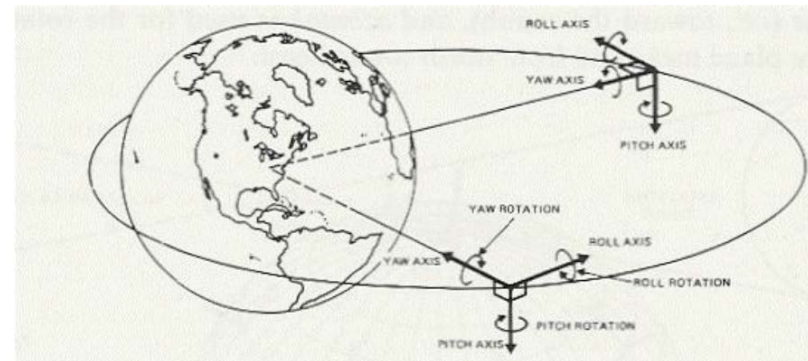 ROLL AXIS
YAW AXIS
PITCH AXIS
YAW ROTATION
ROLL AXIS
YAW AXIS
ROLL ROTATION
PITCH ROTATION
PITCH AXIS